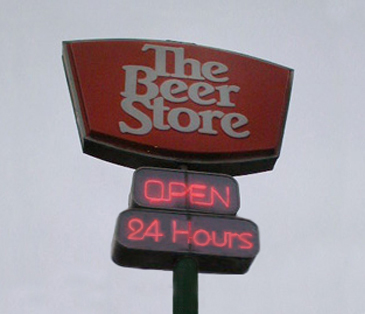 The
Beer
Store
OPEN
24 Hours